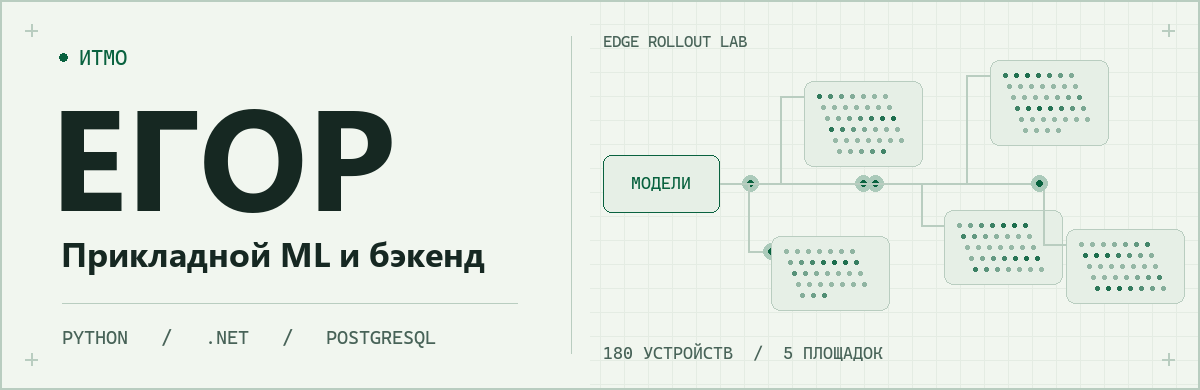 ИТМО
ЕГОР
Прикладной ML и бэкенд
PYTHON / .NET / POSTGRESQL
EDGE ROLLOUT LAB
МОДЕЛИ
180 УСТРОЙСТВ / 5 ПЛОЩАДОК